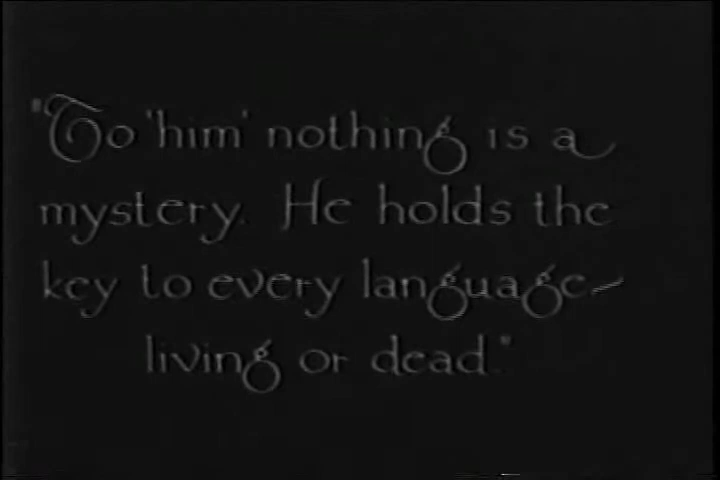 "To 'him' nothing is a
mystery. He holds the
key to every language—
living or dead."